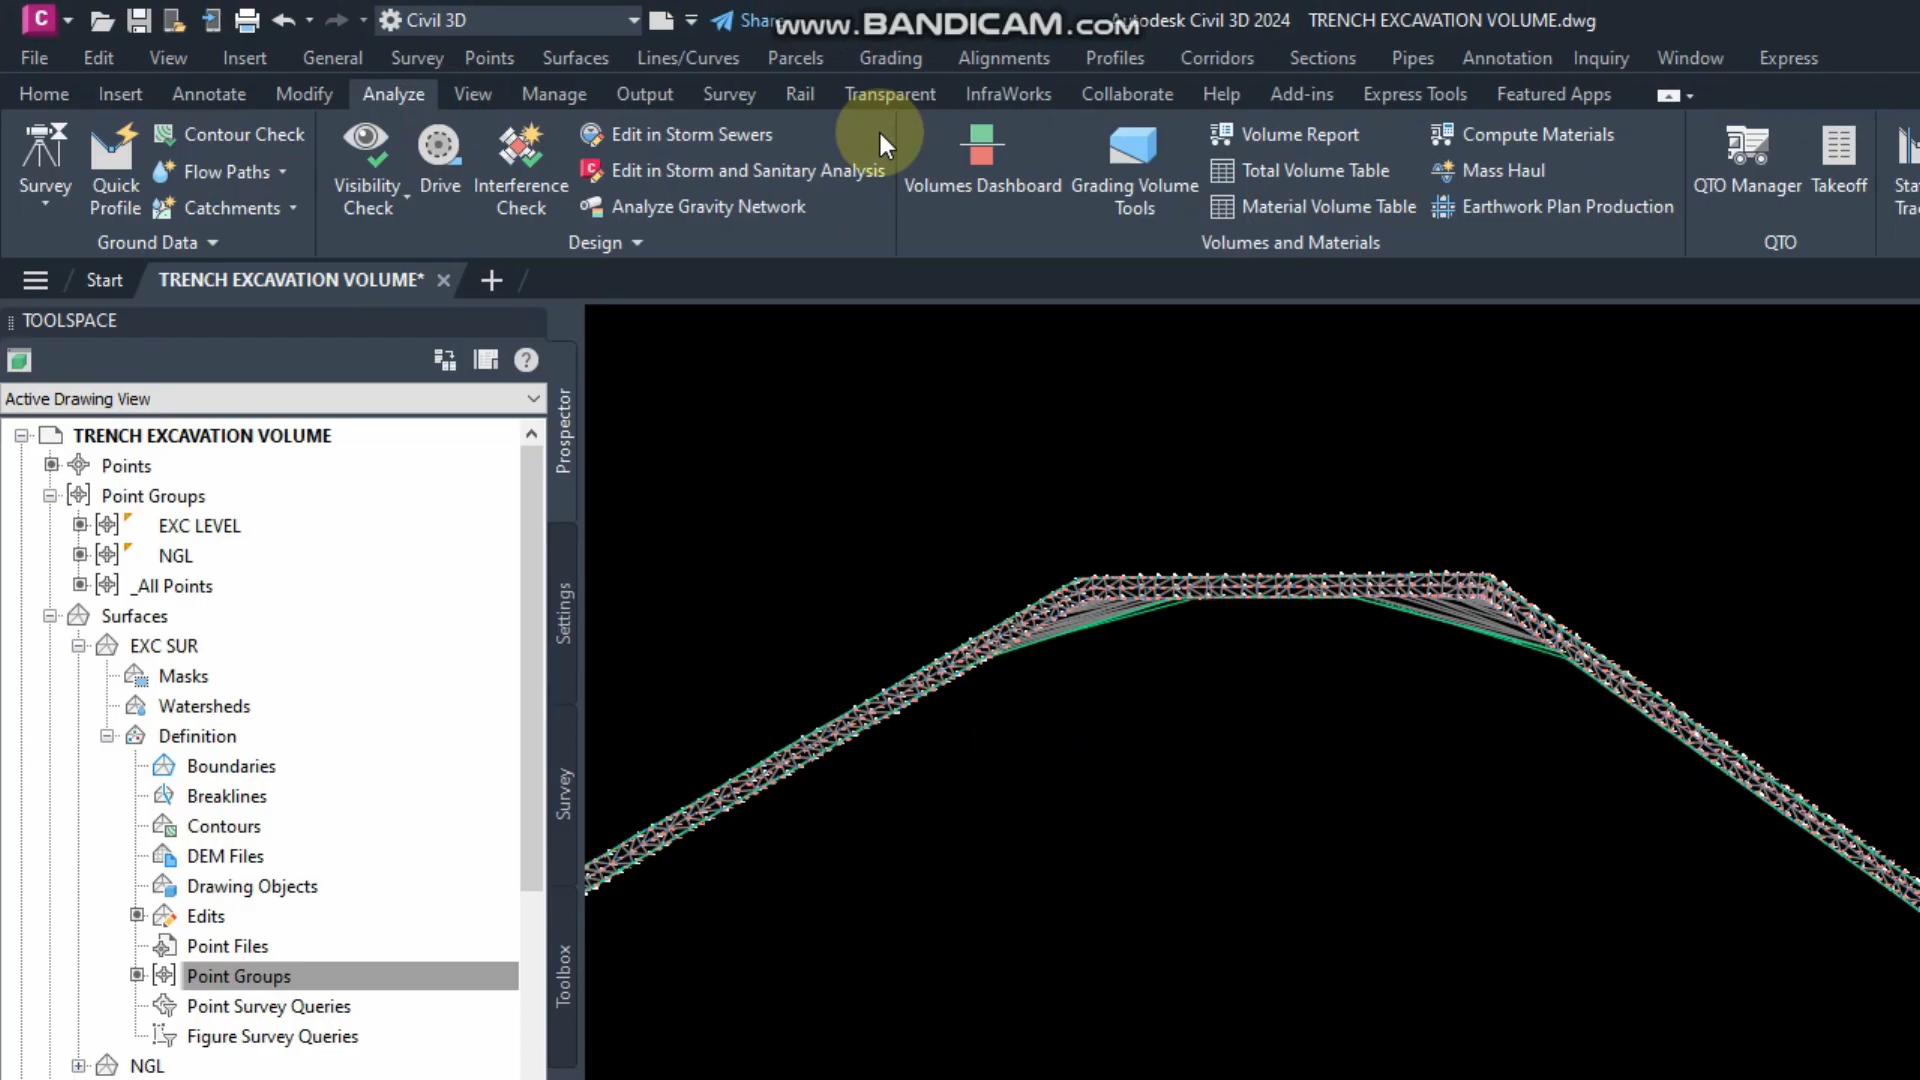 C Civil 3D Shar www.BANDICAM.com Autodesk Civil 3D 2024 TRENCH EXCAVATION VOLUME.dwg
File Edit View Insert General Survey Points Surfaces Lines/Curves Parcels Grading Alignments Profiles Corridors Sections Pipes Annotation Inquiry Window Express
Home Insert Annotate Modify Analyze View Manage Output Survey Rail Transparent InfraWorks Collaborate Help Add-ins Express Tools Featured Apps
Contour Check Edit in Storm Sewers Volume Report Compute Materials
Flow Paths Edit in Storm and Sanitary Analysis Total Volume Table Mass Haul
Survey Quick Profile Catchments Visibility Check Drive Interference Check Analyze Gravity Network Volumes Dashboard Grading Volume Tools Material Volume Table Earthwork Plan Production QTO Manager Takeoff
Ground Data Design Volumes and Materials QTO
Start TRENCH EXCAVATION VOLUME*
TOOLSPACE
Active Drawing View
TRENCH EXCAVATION VOLUME
Points
Point Groups
EXC LEVEL
NGL
_All Points
Surfaces
EXC SUR
Masks
Watersheds
Definition
Boundaries
Breaklines
Contours
DEM Files
Drawing Objects
Edits
Point Files
Point Groups
Point Survey Queries
Figure Survey Queries
NGL
Prospector
Settings
Survey
Toolbox